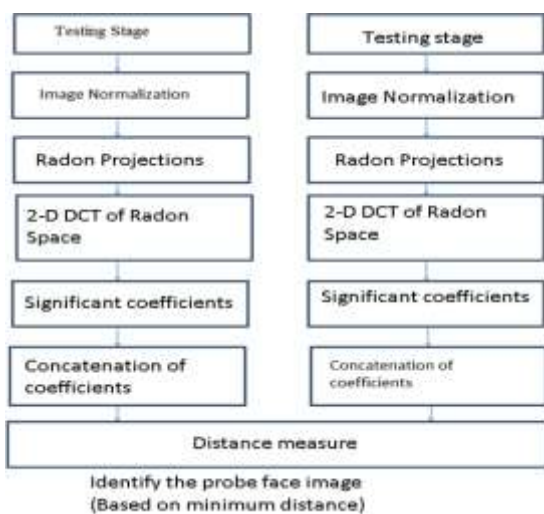 Testing Stage
Image Normalization
Radon Projections
2-D DCT of Radon
Space
Significant coefficients
Concatenation of
coefficients
Testing stage
Image Normalization
Radon Projections
2-D DCT of Radon
Space
Significant coefficients
Concatenation of
coefficients
Distance measure
Identify the probe face image
(Based on minimum distance)